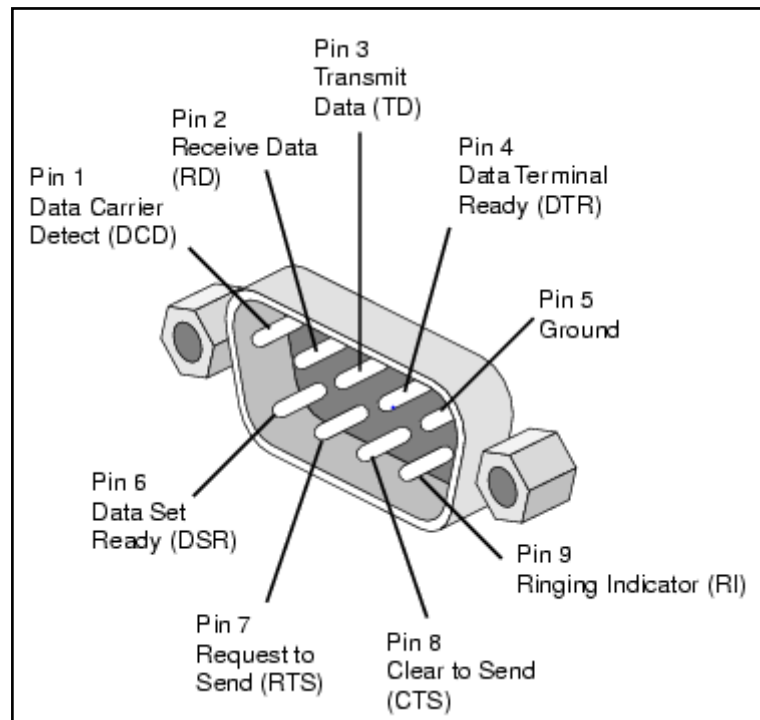 Pin 1
Data Carrier
Detect (DCD)
Pin 2
Receive Data
(RD)
Pin 3
Transmit
Data (TD)
Pin 4
Data Terminal
Ready (DTR)
Pin 5
Ground
Pin 6
Data Set
Ready (DSR)
Pin 7
Request to
Send (RTS)
Pin 8
Clear to Send
(CTS)
Pin 9
Ringing Indicator (RI)